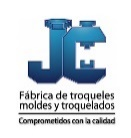 JC
Fábrica de troqueles
moldes y troquelados
Comprometidos con la calidad